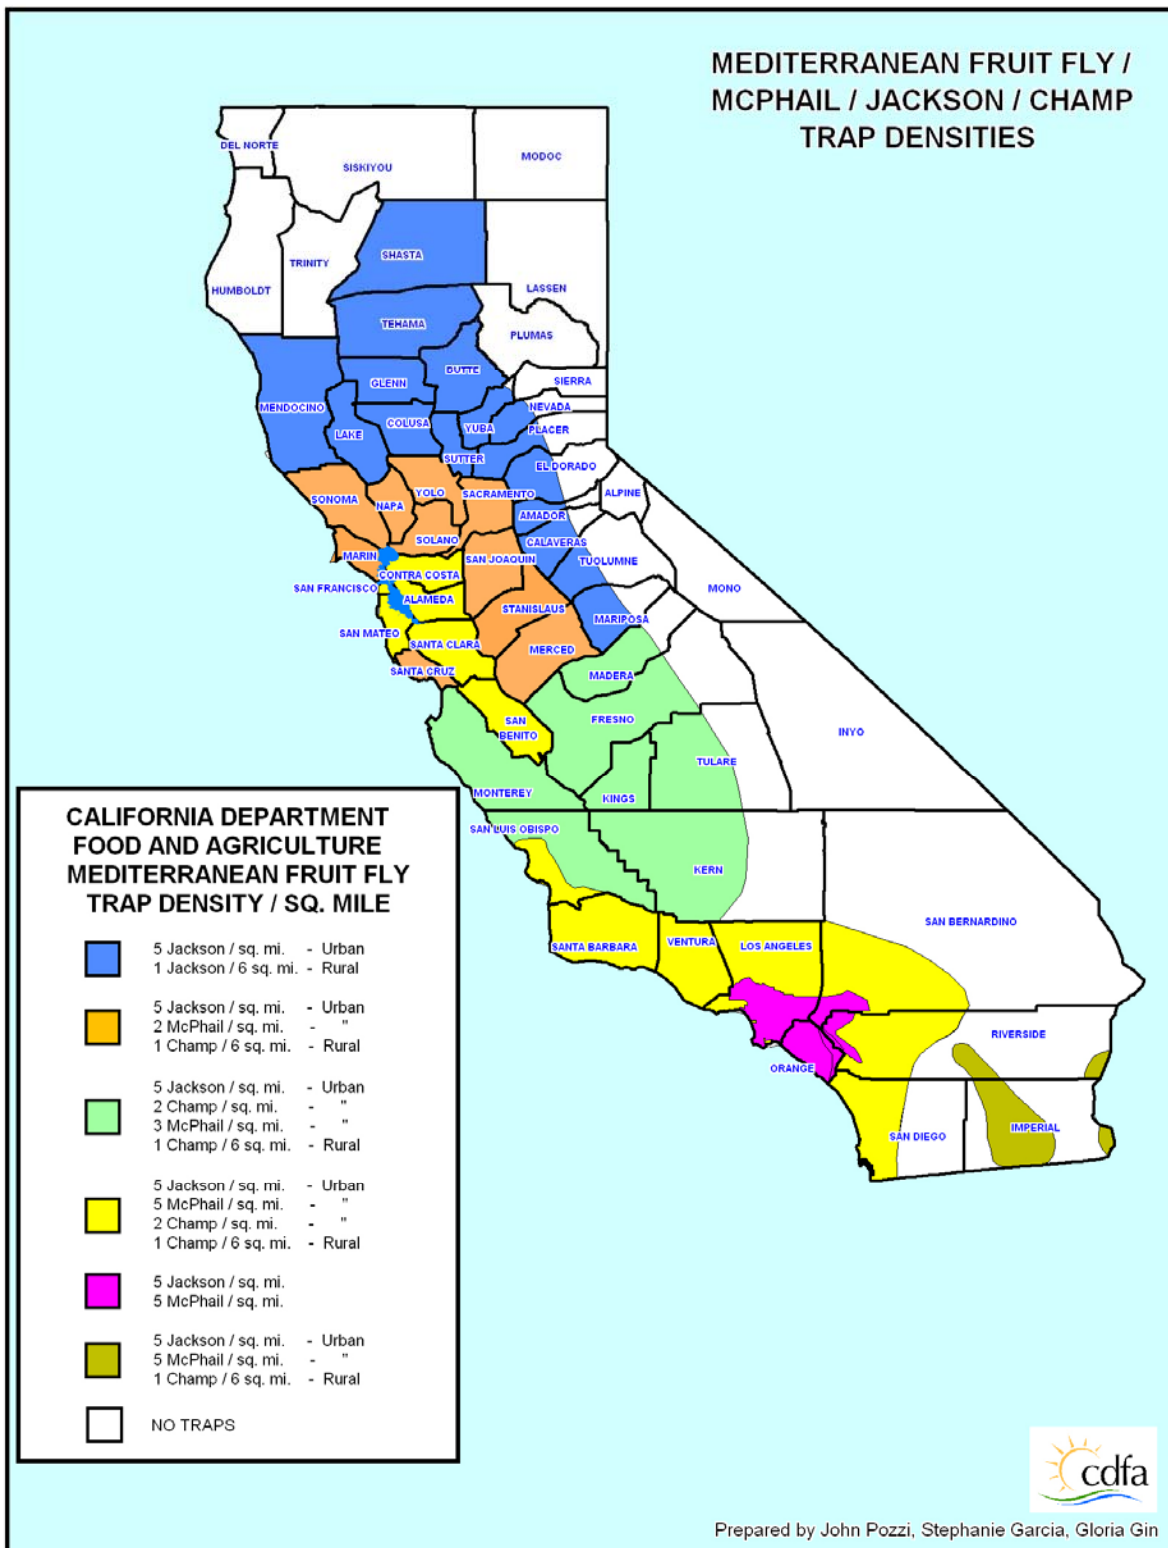 MEDITERRANEAN FRUIT FLY /
MCPHAIL / JACKSON / CHAMP
TRAP DENSITIES
DEL NORTE
SISKIYOU
MODOC
SHASTA
TRINITY
HUMBOLDT
LASSEN
TEHAMA
PLUMAS
BUTTE
GLENN
SIERRA
MENDOCINO
NEVADA
COLUSA
YUBA
PLACER
LAKE
SUTTER
EL DORADO
YOLO
SACRAMENTO
ALPINE
SONOMA
NAPA
AMADOR
SOLANO
CALAVERAS
MARIN
SAN JOAQUIN
TUOLUMNE
CONTRA COSTA
SAN FRANCISCO
MONO
ALAMEDA
STANISLAUS
MARIPOSA
SAN MATEO
SANTA CLARA
MERCED
SANTA CRUZ
MADERA
SAN
BENITO
FRESNO
INYO
TULARE
MONTEREY
KINGS
SAN LUIS OBISPO
KERN
SAN BERNARDINO
SANTA BARBARA
VENTURA
LOS ANGELES
RIVERSIDE
ORANGE
IMPERIAL
SAN DIEGO
CALIFORNIA DEPARTMENT
FOOD AND AGRICULTURE
MEDITERRANEAN FRUIT FLY
TRAP DENSITY / SQ. MILE
5 Jackson / sq. mi. - Urban
1 Jackson / 6 sq. mi. - Rural
5 Jackson / sq. mi. - Urban
2 McPhail / sq. mi. - "
1 Champ / 6 sq. mi. - Rural
5 Jackson / sq. mi. - Urban
2 Champ / sq. mi. - "
3 McPhail / sq. mi. - "
1 Champ / 6 sq. mi. - Rural
5 Jackson / sq. mi. - Urban
5 McPhail / sq. mi. - "
2 Champ / sq. mi. - "
1 Champ / 6 sq. mi. - Rural
5 Jackson / sq. mi.
5 McPhail / sq. mi.
5 Jackson / sq. mi. - Urban
5 McPhail / sq. mi. - "
1 Champ / 6 sq. mi. - Rural
NO TRAPS
cdfa
Prepared by John Pozzi, Stephanie Garcia, Gloria Gin